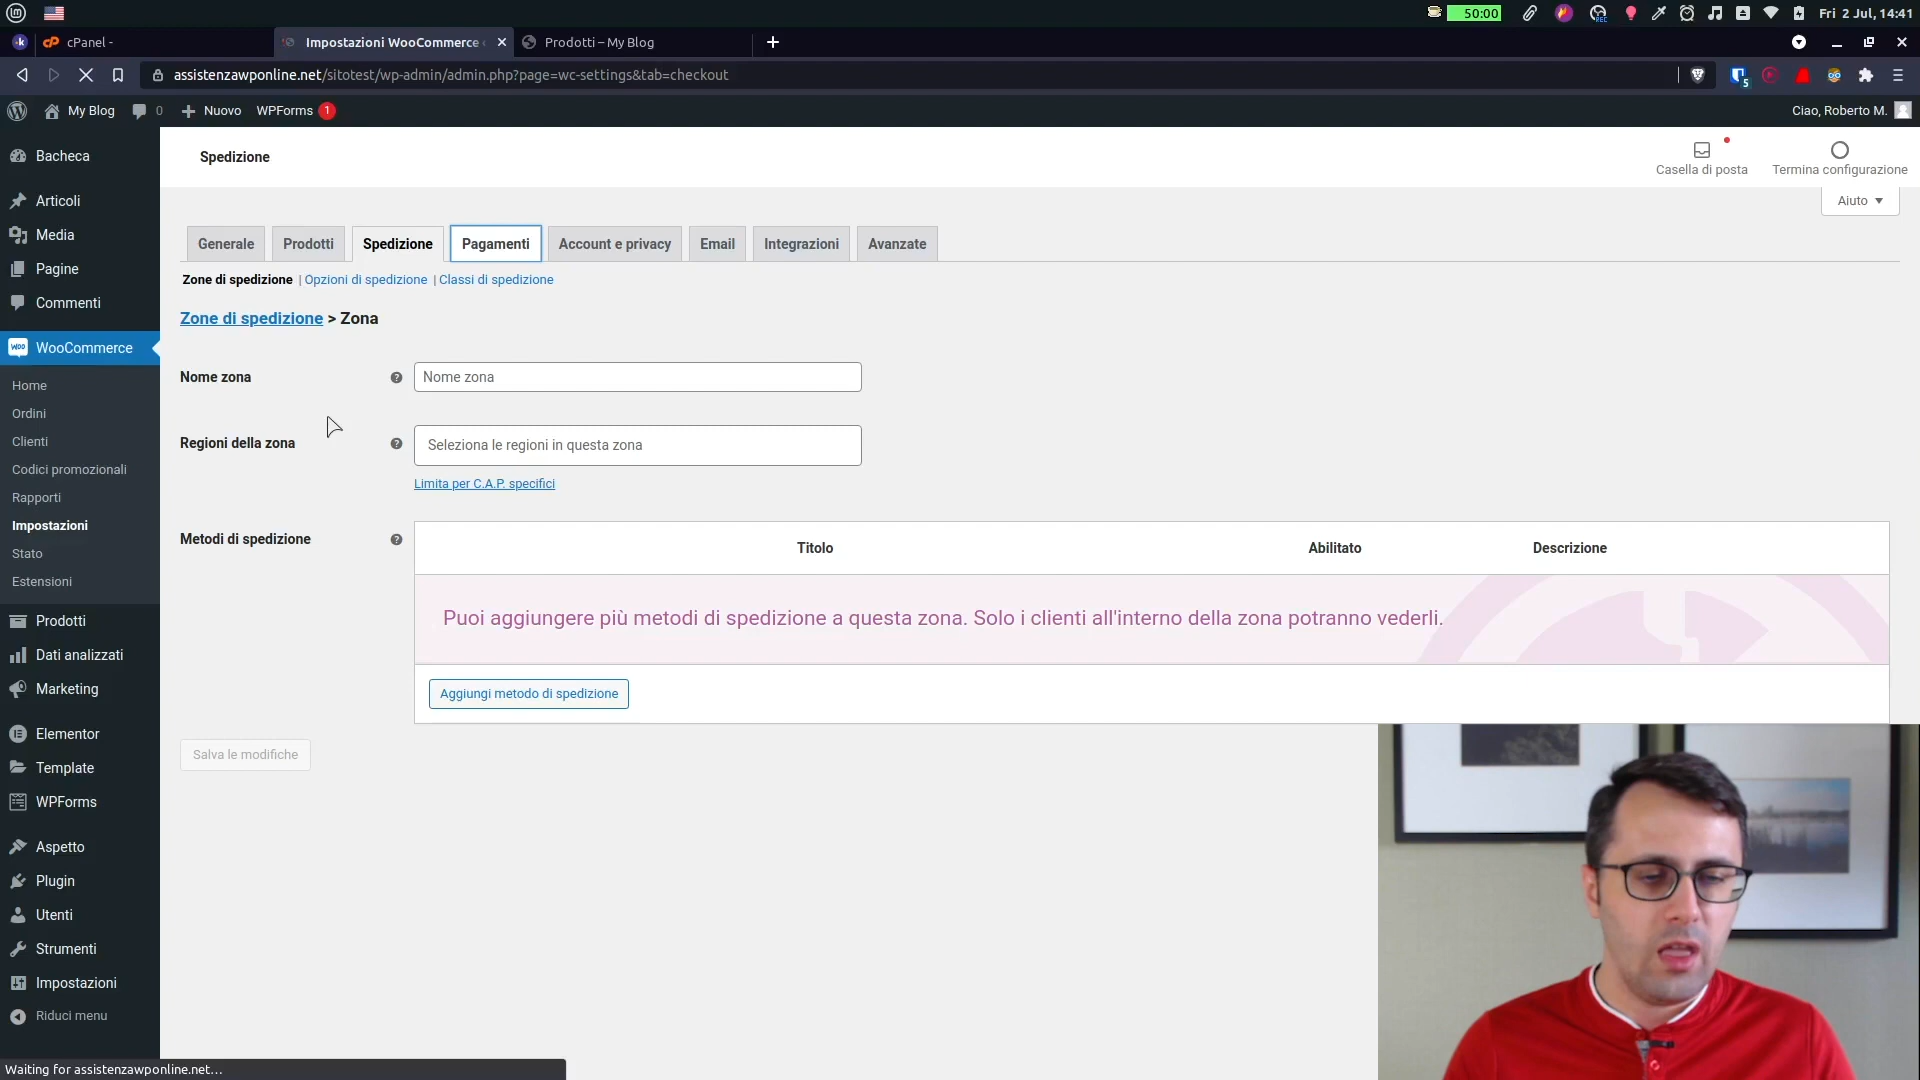 50:00
Fri 2 Jul, 14:41
cPanel -
Impostazioni WooCommerce
Prodotti – My Blog
assistenzawponline.net/sitotest/wp-admin/admin.php?page=wc-settings&tab=checkout
5
My Blog
0
Nuovo
WPForms 1
Ciao, Roberto M.
Spedizione
Casella di posta
Termina configurazione
Aiuto
Generale
Prodotti
Spedizione
Pagamenti
Account e privacy
Email
Integrazioni
Avanzate
Zone di spedizione | Opzioni di spedizione | Classi di spedizione
Zone di spedizione > Zona
Nome zona
Nome zona
Regioni della zona
Seleziona le regioni in questa zona
Limita per C.A.P. specifici
Metodi di spedizione
Titolo
Abilitato
Descrizione
Puoi aggiungere più metodi di spedizione a questa zona. Solo i clienti all'interno della zona potranno vederli.
Aggiungi metodo di spedizione
Salva le modifiche
Bacheca
Articoli
Media
Pagine
Commenti
WooCommerce
Home
Ordini
Clienti
Codici promozionali
Rapporti
Impostazioni
Stato
Estensioni
Prodotti
Dati analizzati
Marketing
Elementor
Template
WPForms
Aspetto
Plugin
Utenti
Strumenti
Impostazioni
Riduci menu
Waiting for assistenzawponline.net...